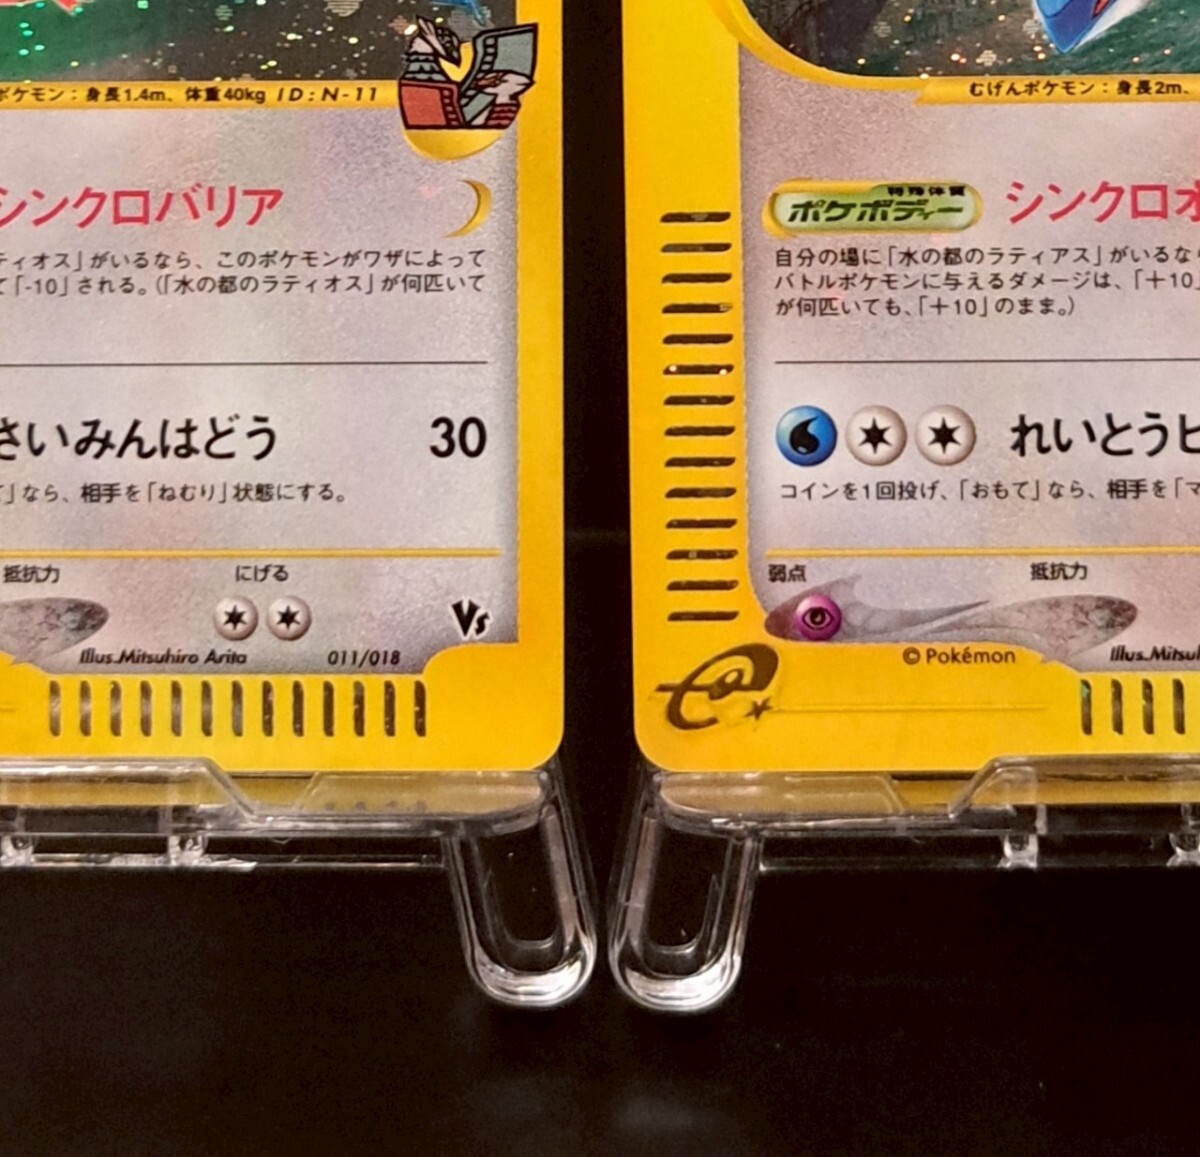 ポケモン：身長1.4m、体重40kg ID:N-11
シンクロバリア
ティオス」がいるなら、このポケモンがワザによって
て「-10」される。(「水の都のラティオス」が何匹いて
さいみんはどう 30
」なら、相手を「ねむり」状態にする。
抵抗力 にげる
Vs
Illus.Mitsuhiro Arita 011/018
むげんポケモン：身長2m、
特殊体質
ポケボディー シンクロオ
自分の場に「水の都のラティアス」がいるなら
バトルポケモンに与えるダメージは、「＋10」
が何匹いても、「＋10」のまま。)
れいとうビ
コインを1回投げ、「おもて」なら、相手を「マ
弱点 抵抗力
© Pokémon Illus.Mitsuh
e